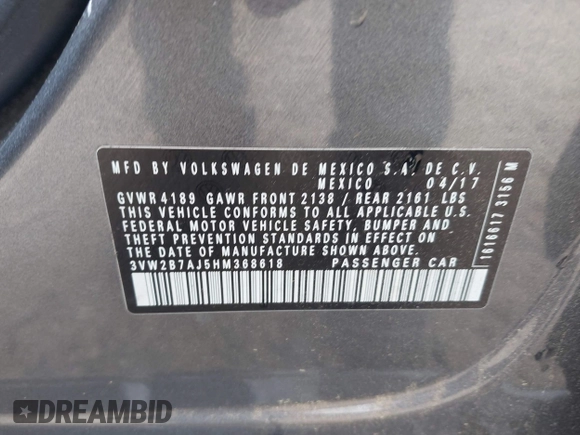 MFD BY VOLKSWAGEN DE MEXICO S.A. DE C.V.
MEXICO 04/17
GVWR 4189 GAWR FRONT 2138 / REAR 2161 LBS
THIS VEHICLE CONFORMS TO ALL APPLICABLE U.S.
FEDERAL MOTOR VEHICLE SAFETY, BUMPER AND
THEFT PREVENTION STANDARDS IN EFFECT ON
THE DATE OF MANUFACTURE SHOWN ABOVE.
3VW2B7AJ5HM368618 PASSENGER CAR
1616617 3156 M
DREAMBID